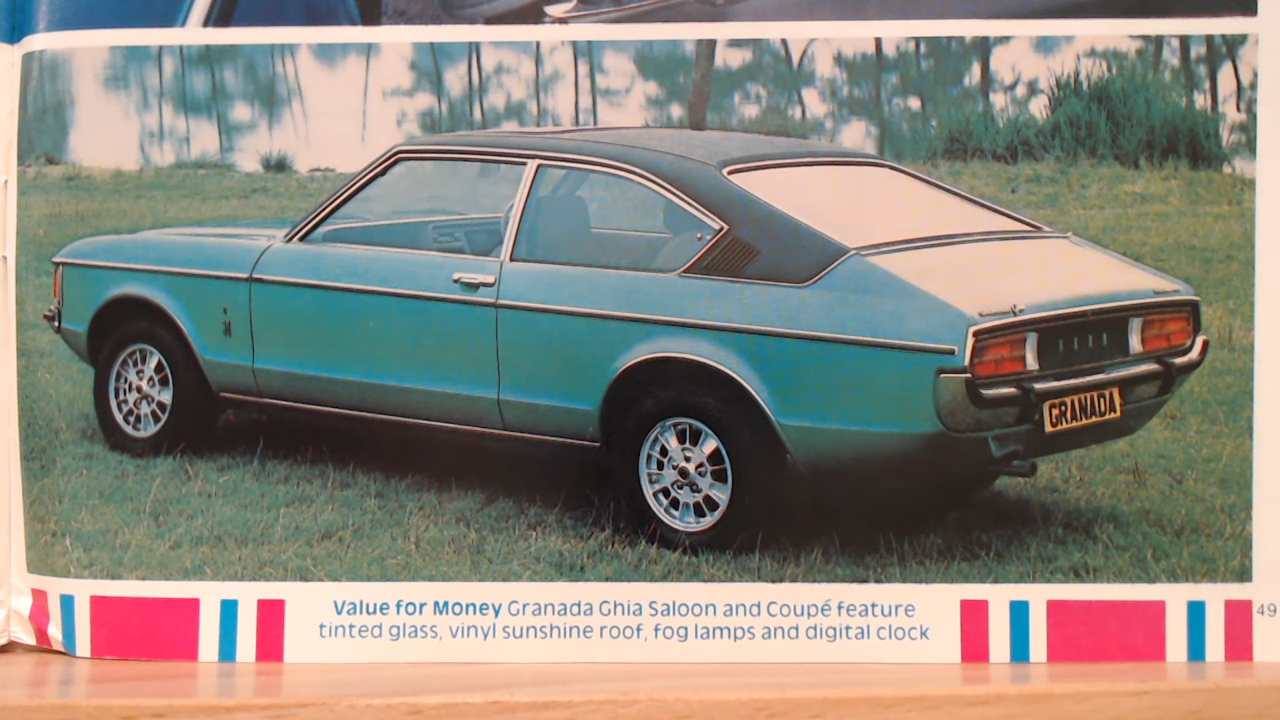 GRANADA
Value for Money Granada Ghia Saloon and Coupé feature
tinted glass, vinyl sunshine roof, fog lamps and digital clock
49